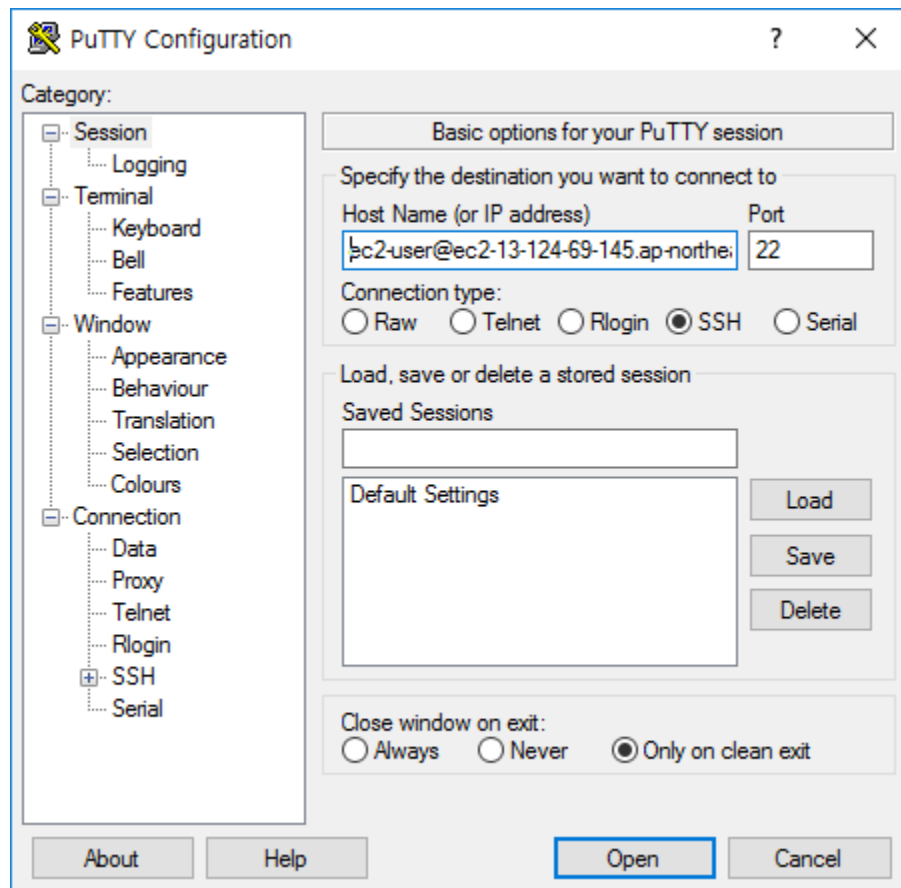 PuTTY Configuration
?
Category:
Session
Logging
Terminal
Keyboard
Bell
Features
Window
Appearance
Behaviour
Translation
Selection
Colours
Connection
Data
Proxy
Telnet
Rlogin
SSH
Serial
Basic options for your PuTTY session
Specify the destination you want to connect to
Host Name (or IP address) Port
ec2-user@ec2-13-124-69-145.ap-northea 22
Connection type:
Raw Telnet Rlogin SSH Serial
Load, save or delete a stored session
Saved Sessions
Default Settings
Load
Save
Delete
Close window on exit:
Always Never Only on clean exit
About Help Open Cancel